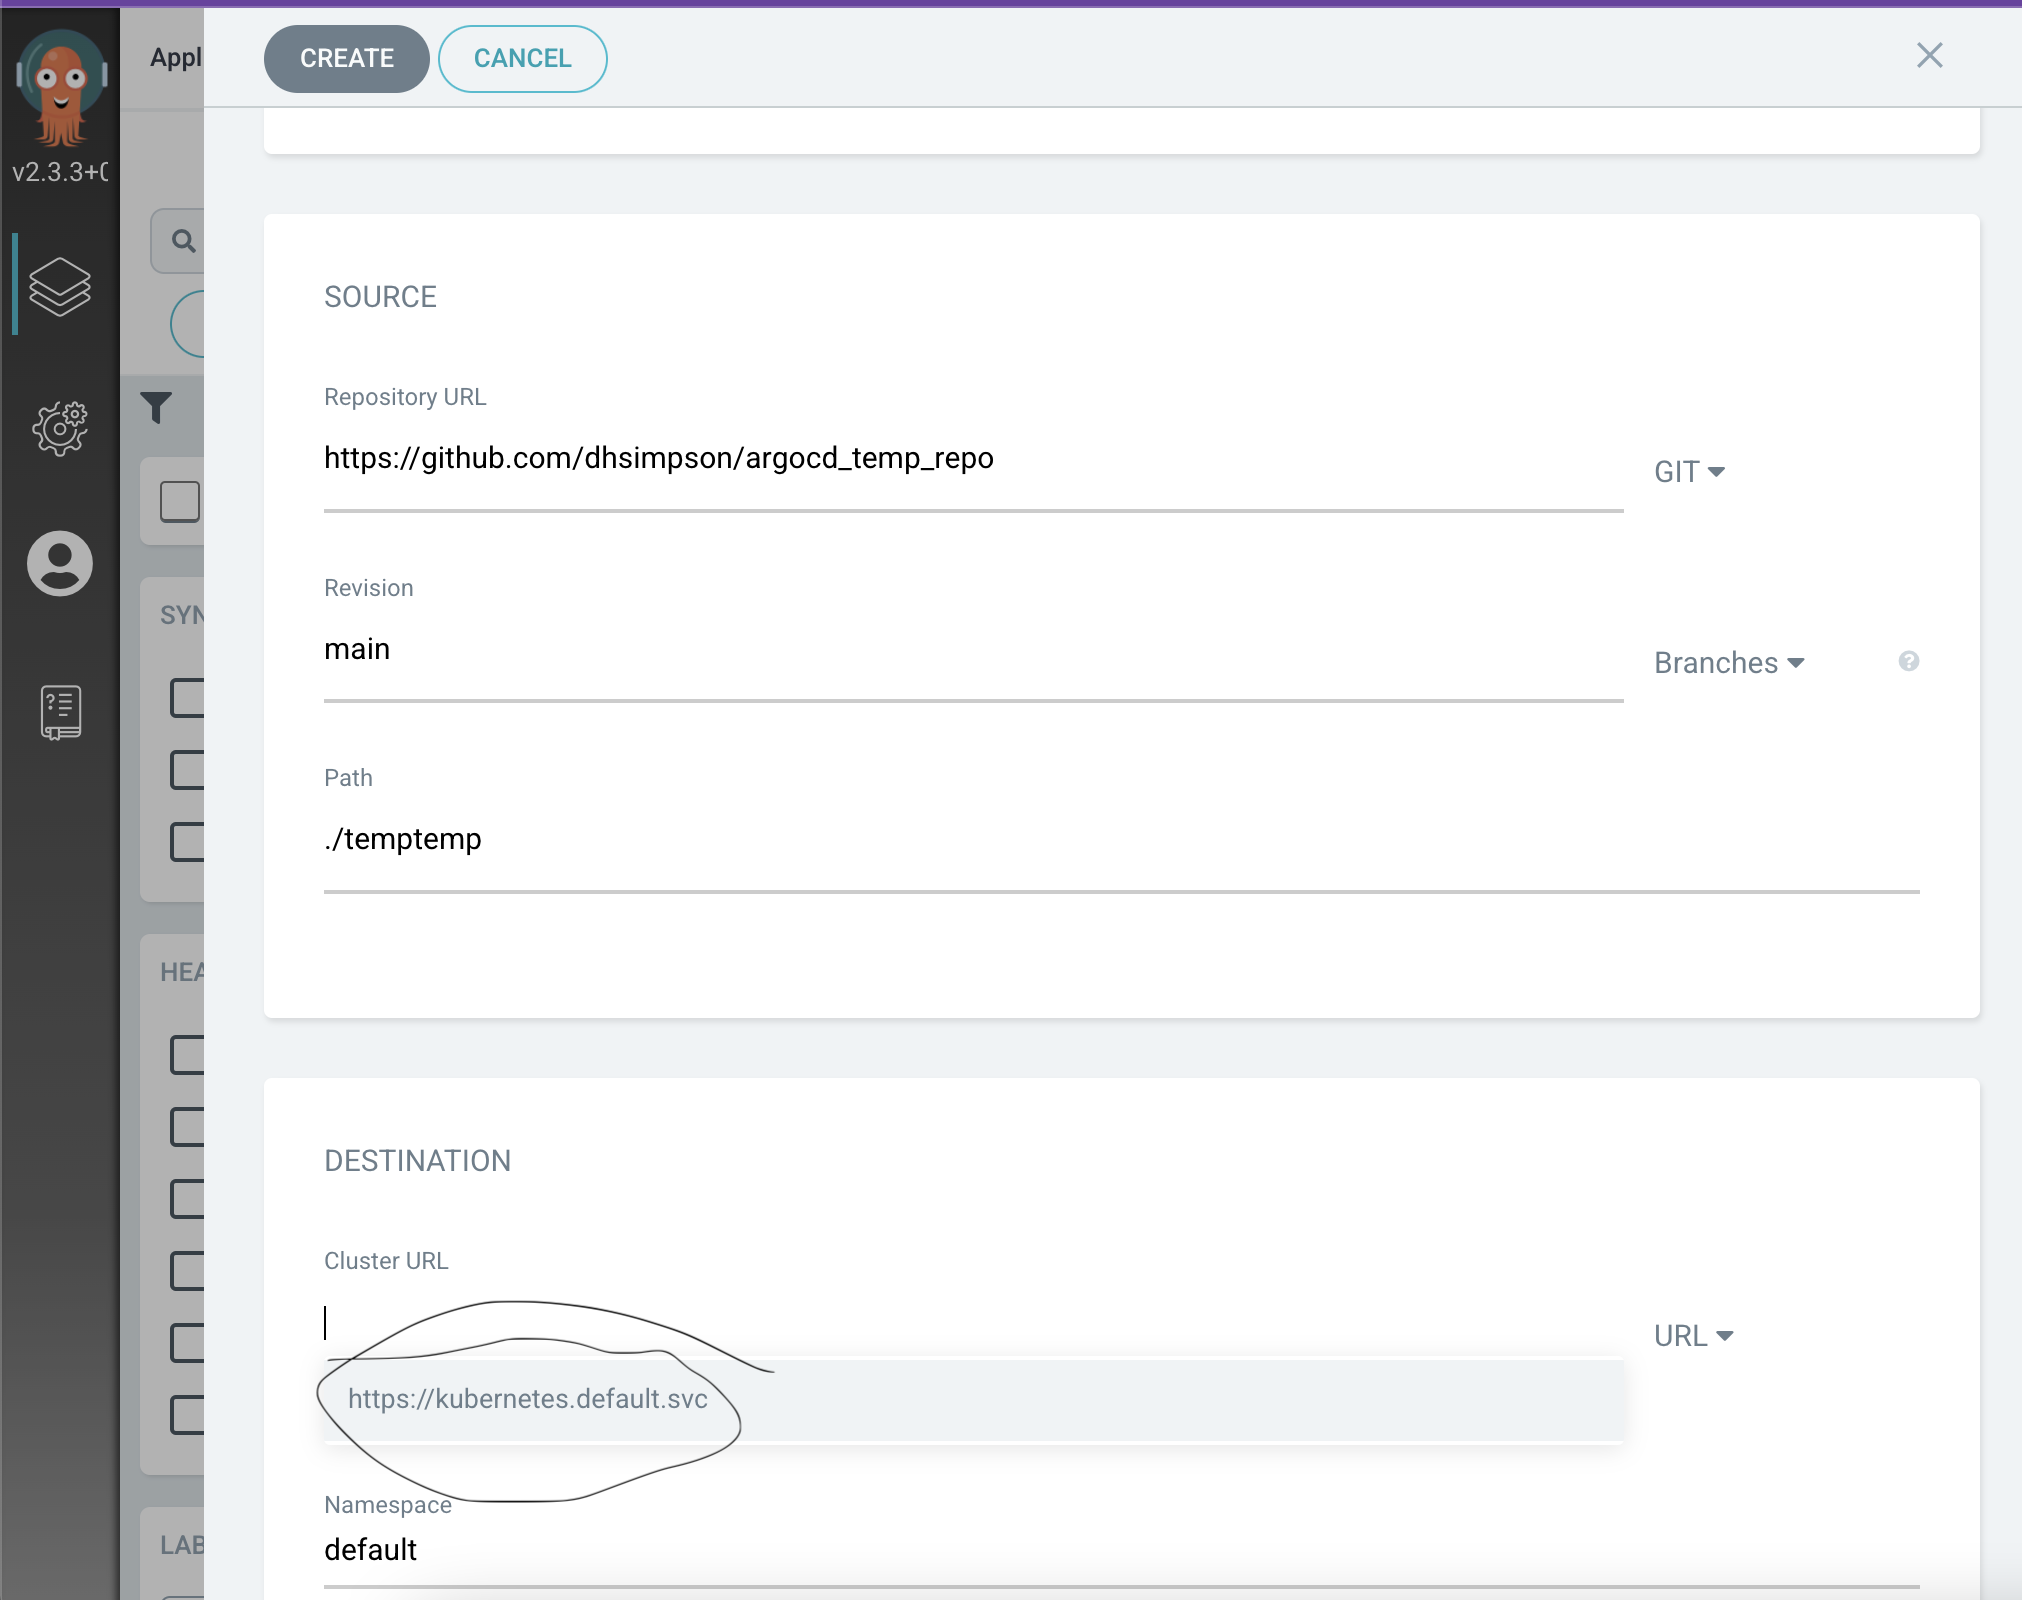 CREATE
CANCEL
Appl
v2.3.3+0
SOURCE
Repository URL
https://github.com/dhsimpson/argocd_temp_repo
GIT
Revision
main
Branches
?
Path
./temptemp
SYN
HEA
LAB
DESTINATION
Cluster URL
URL
https://kubernetes.default.svc
Namespace
default